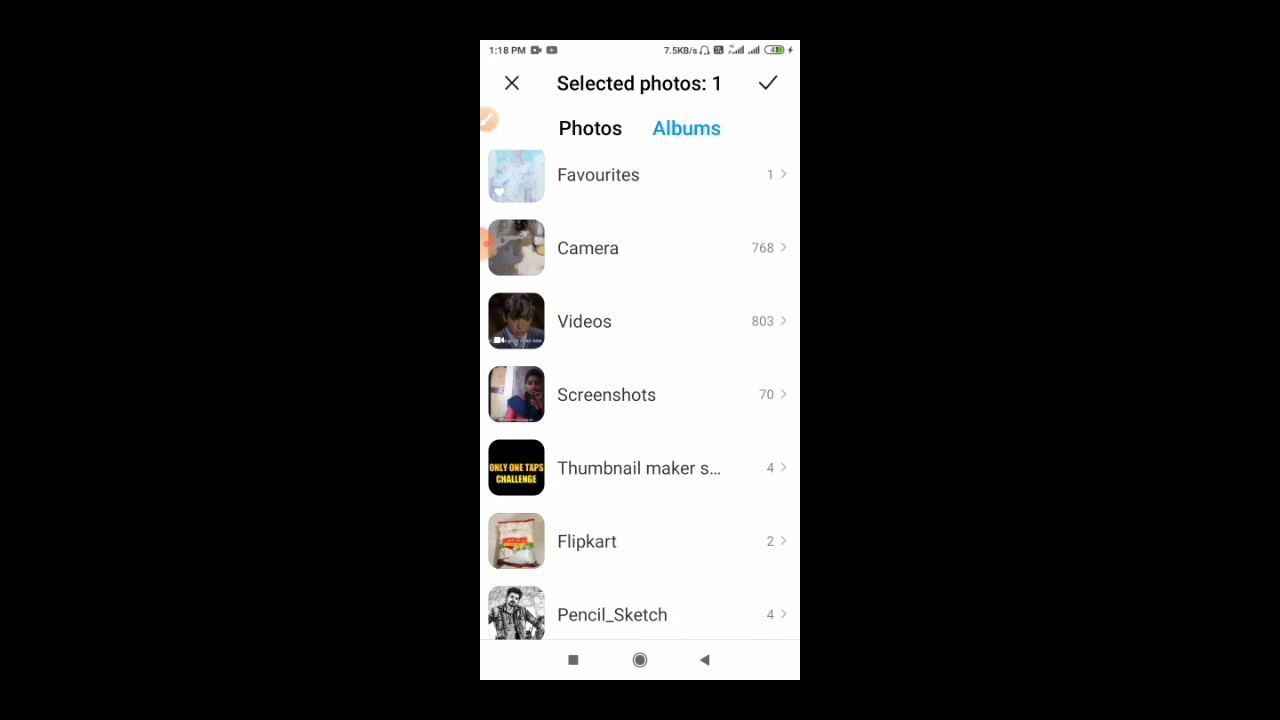 1:18 PM 7.5KB/s
Selected photos: 1
Photos Albums
Favourites 1
Camera 768
Videos 803
Screenshots 70
ONLY ONE TAPS
CHALLENGE
Thumbnail maker s... 4
Flipkart 2
Pencil_Sketch 4